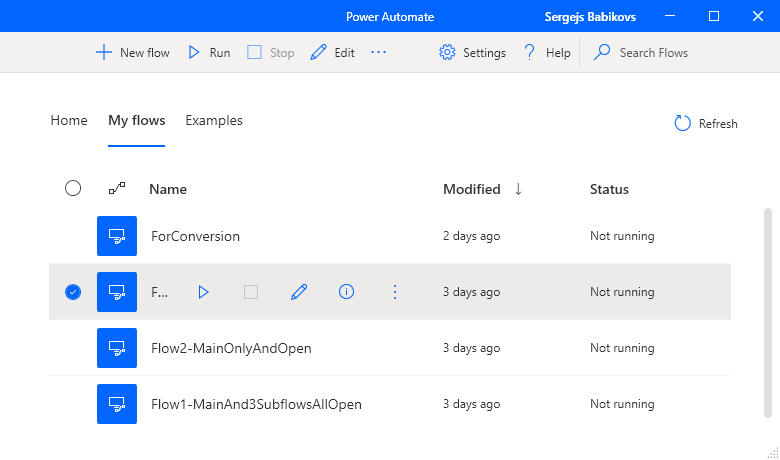 Power Automate Sergejs Babikovs
New flow Run Stop Edit ... Settings ? Help Search Flows
Home My flows Examples Refresh
Name Modified ↓ Status
ForConversion 2 days ago Not running
F... 3 days ago Not running
Flow2-MainOnlyAndOpen 3 days ago Not running
Flow1-MainAnd3SubflowsAllOpen 3 days ago Not running